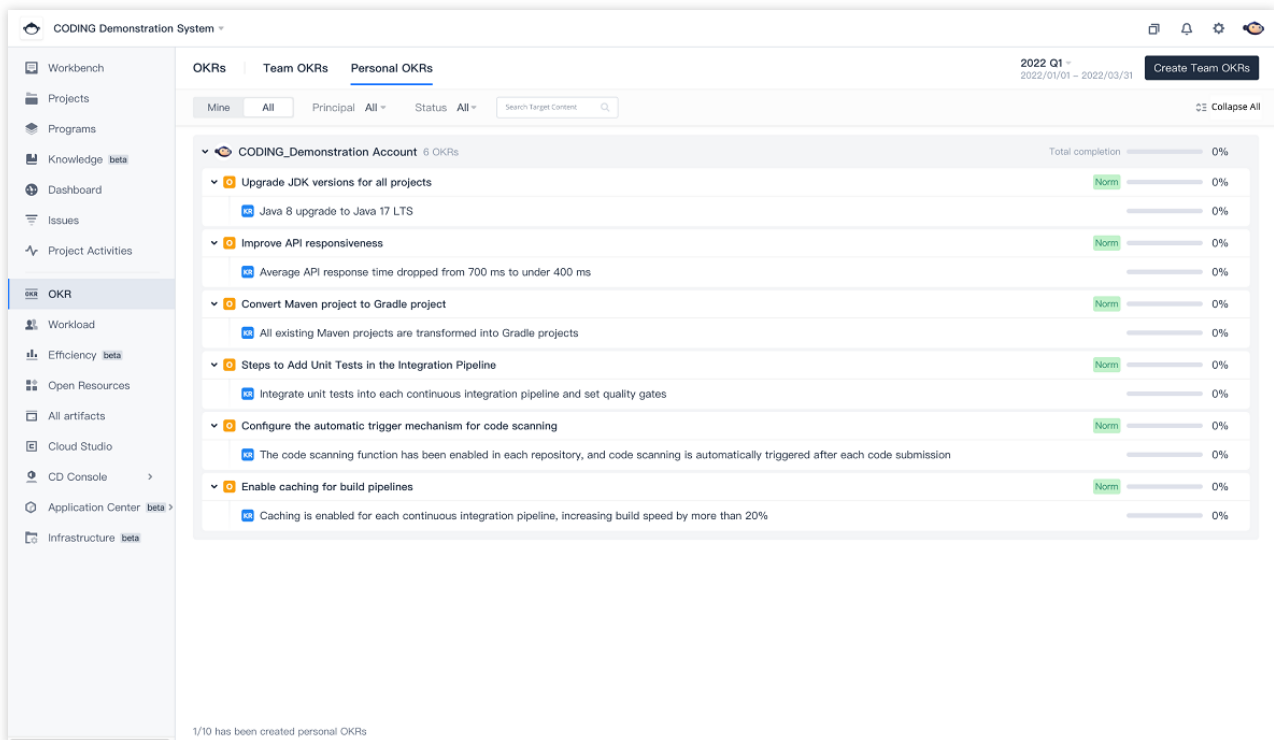 CODING Demonstration System
Workbench
Projects
Programs
Knowledge beta
Dashboard
Issues
Project Activities
OKR OKR
Workload
Efficiency beta
Open Resources
All artifacts
Cloud Studio
CD Console
Application Center beta
Infrastructure beta
OKRs Team OKRs Personal OKRs
2022 Q1
2022/01/01 – 2022/03/31
Create Team OKRs
Mine All Principal All Status All Search Target Content Collapse All
CODING_Demonstration Account 6 OKRs Total completion 0%
O Upgrade JDK versions for all projects Norm 0%
KR Java 8 upgrade to Java 17 LTS 0%
O Improve API responsiveness Norm 0%
KR Average API response time dropped from 700 ms to under 400 ms 0%
O Convert Maven project to Gradle project Norm 0%
KR All existing Maven projects are transformed into Gradle projects 0%
O Steps to Add Unit Tests in the Integration Pipeline Norm 0%
KR Integrate unit tests into each continuous integration pipeline and set quality gates 0%
O Configure the automatic trigger mechanism for code scanning Norm 0%
KR The code scanning function has been enabled in each repository, and code scanning is automatically triggered after each code submission 0%
O Enable caching for build pipelines Norm 0%
KR Caching is enabled for each continuous integration pipeline, increasing build speed by more than 20% 0%
1/10 has been created personal OKRs